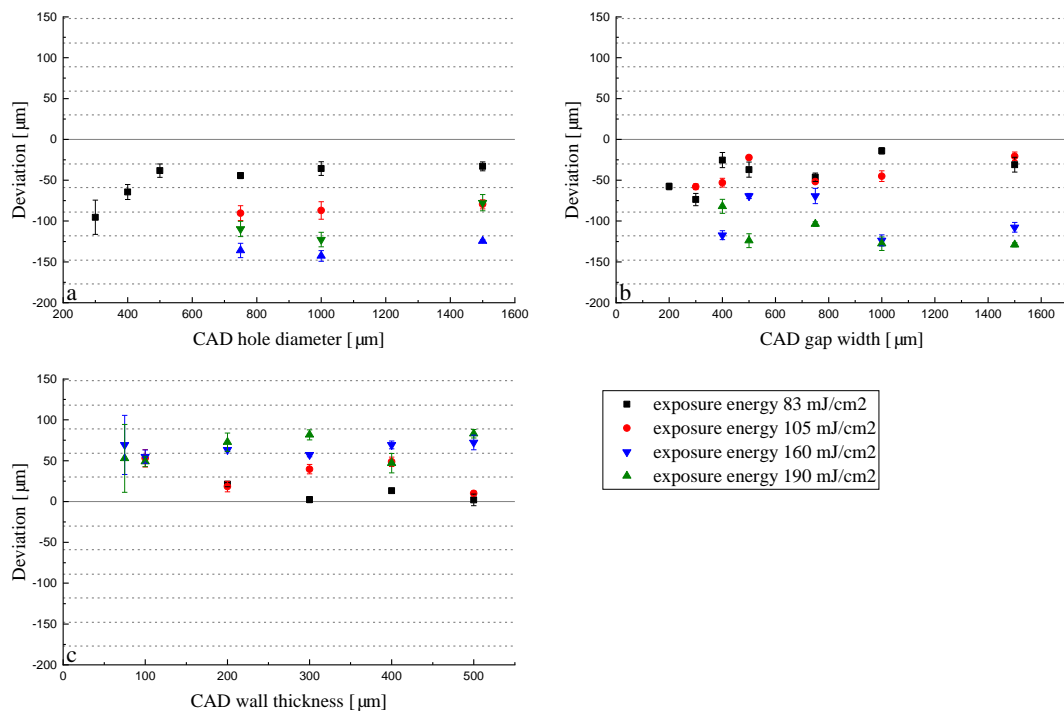 150
100
50
0
-50
-100
-150
-200
Deviation [µm]
a
200 400 600 800 1000 1200 1400 1600
CAD hole diameter [µm]
150
100
50
0
-50
-100
-150
-200
Deviation [µm]
b
0 200 400 600 800 1000 1200 1400 1600
CAD gap width [µm]
150
100
50
0
-50
-100
-150
-200
Deviation [µm]
c
0 100 200 300 400 500
CAD wall thickness [µm]
exposure energy 83 mJ/cm2
exposure energy 105 mJ/cm2
exposure energy 160 mJ/cm2
exposure energy 190 mJ/cm2